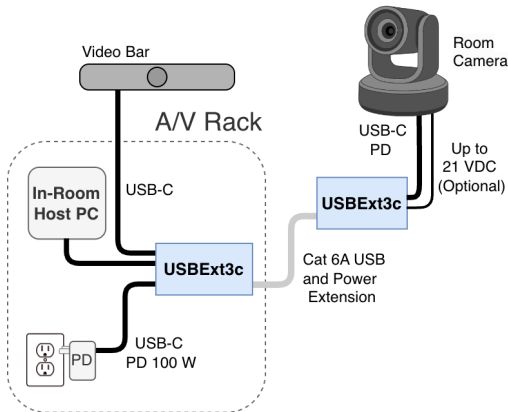 Video Bar
Room
Camera
A/V Rack
USB-C
PD
Up to
21 VDC
(Optional)
In-Room
Host PC
USB-C
USBExt3c
USBExt3c
Cat 6A USB
and Power
Extension
USB-C
PD 100 W
PD